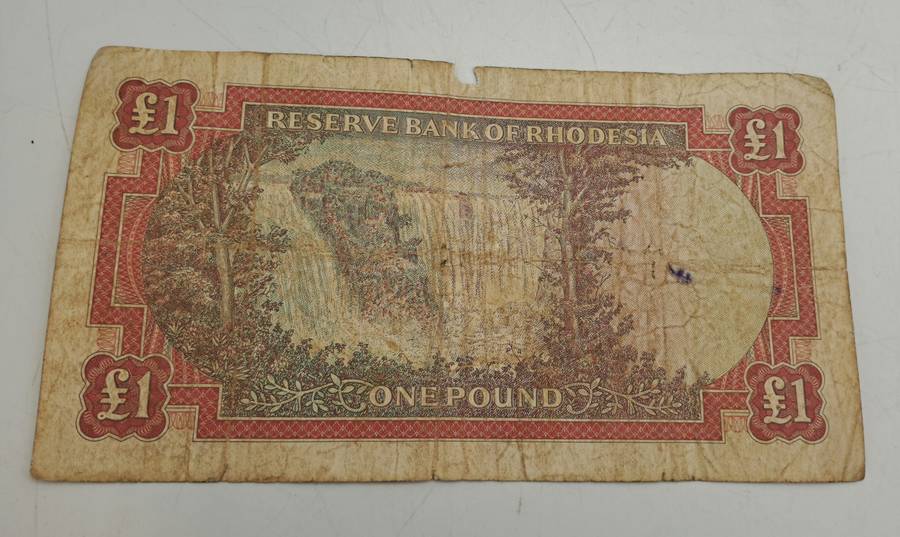 £1 £1
RESERVE BANK OF RHODESIA
£1 £1
ONE POUND